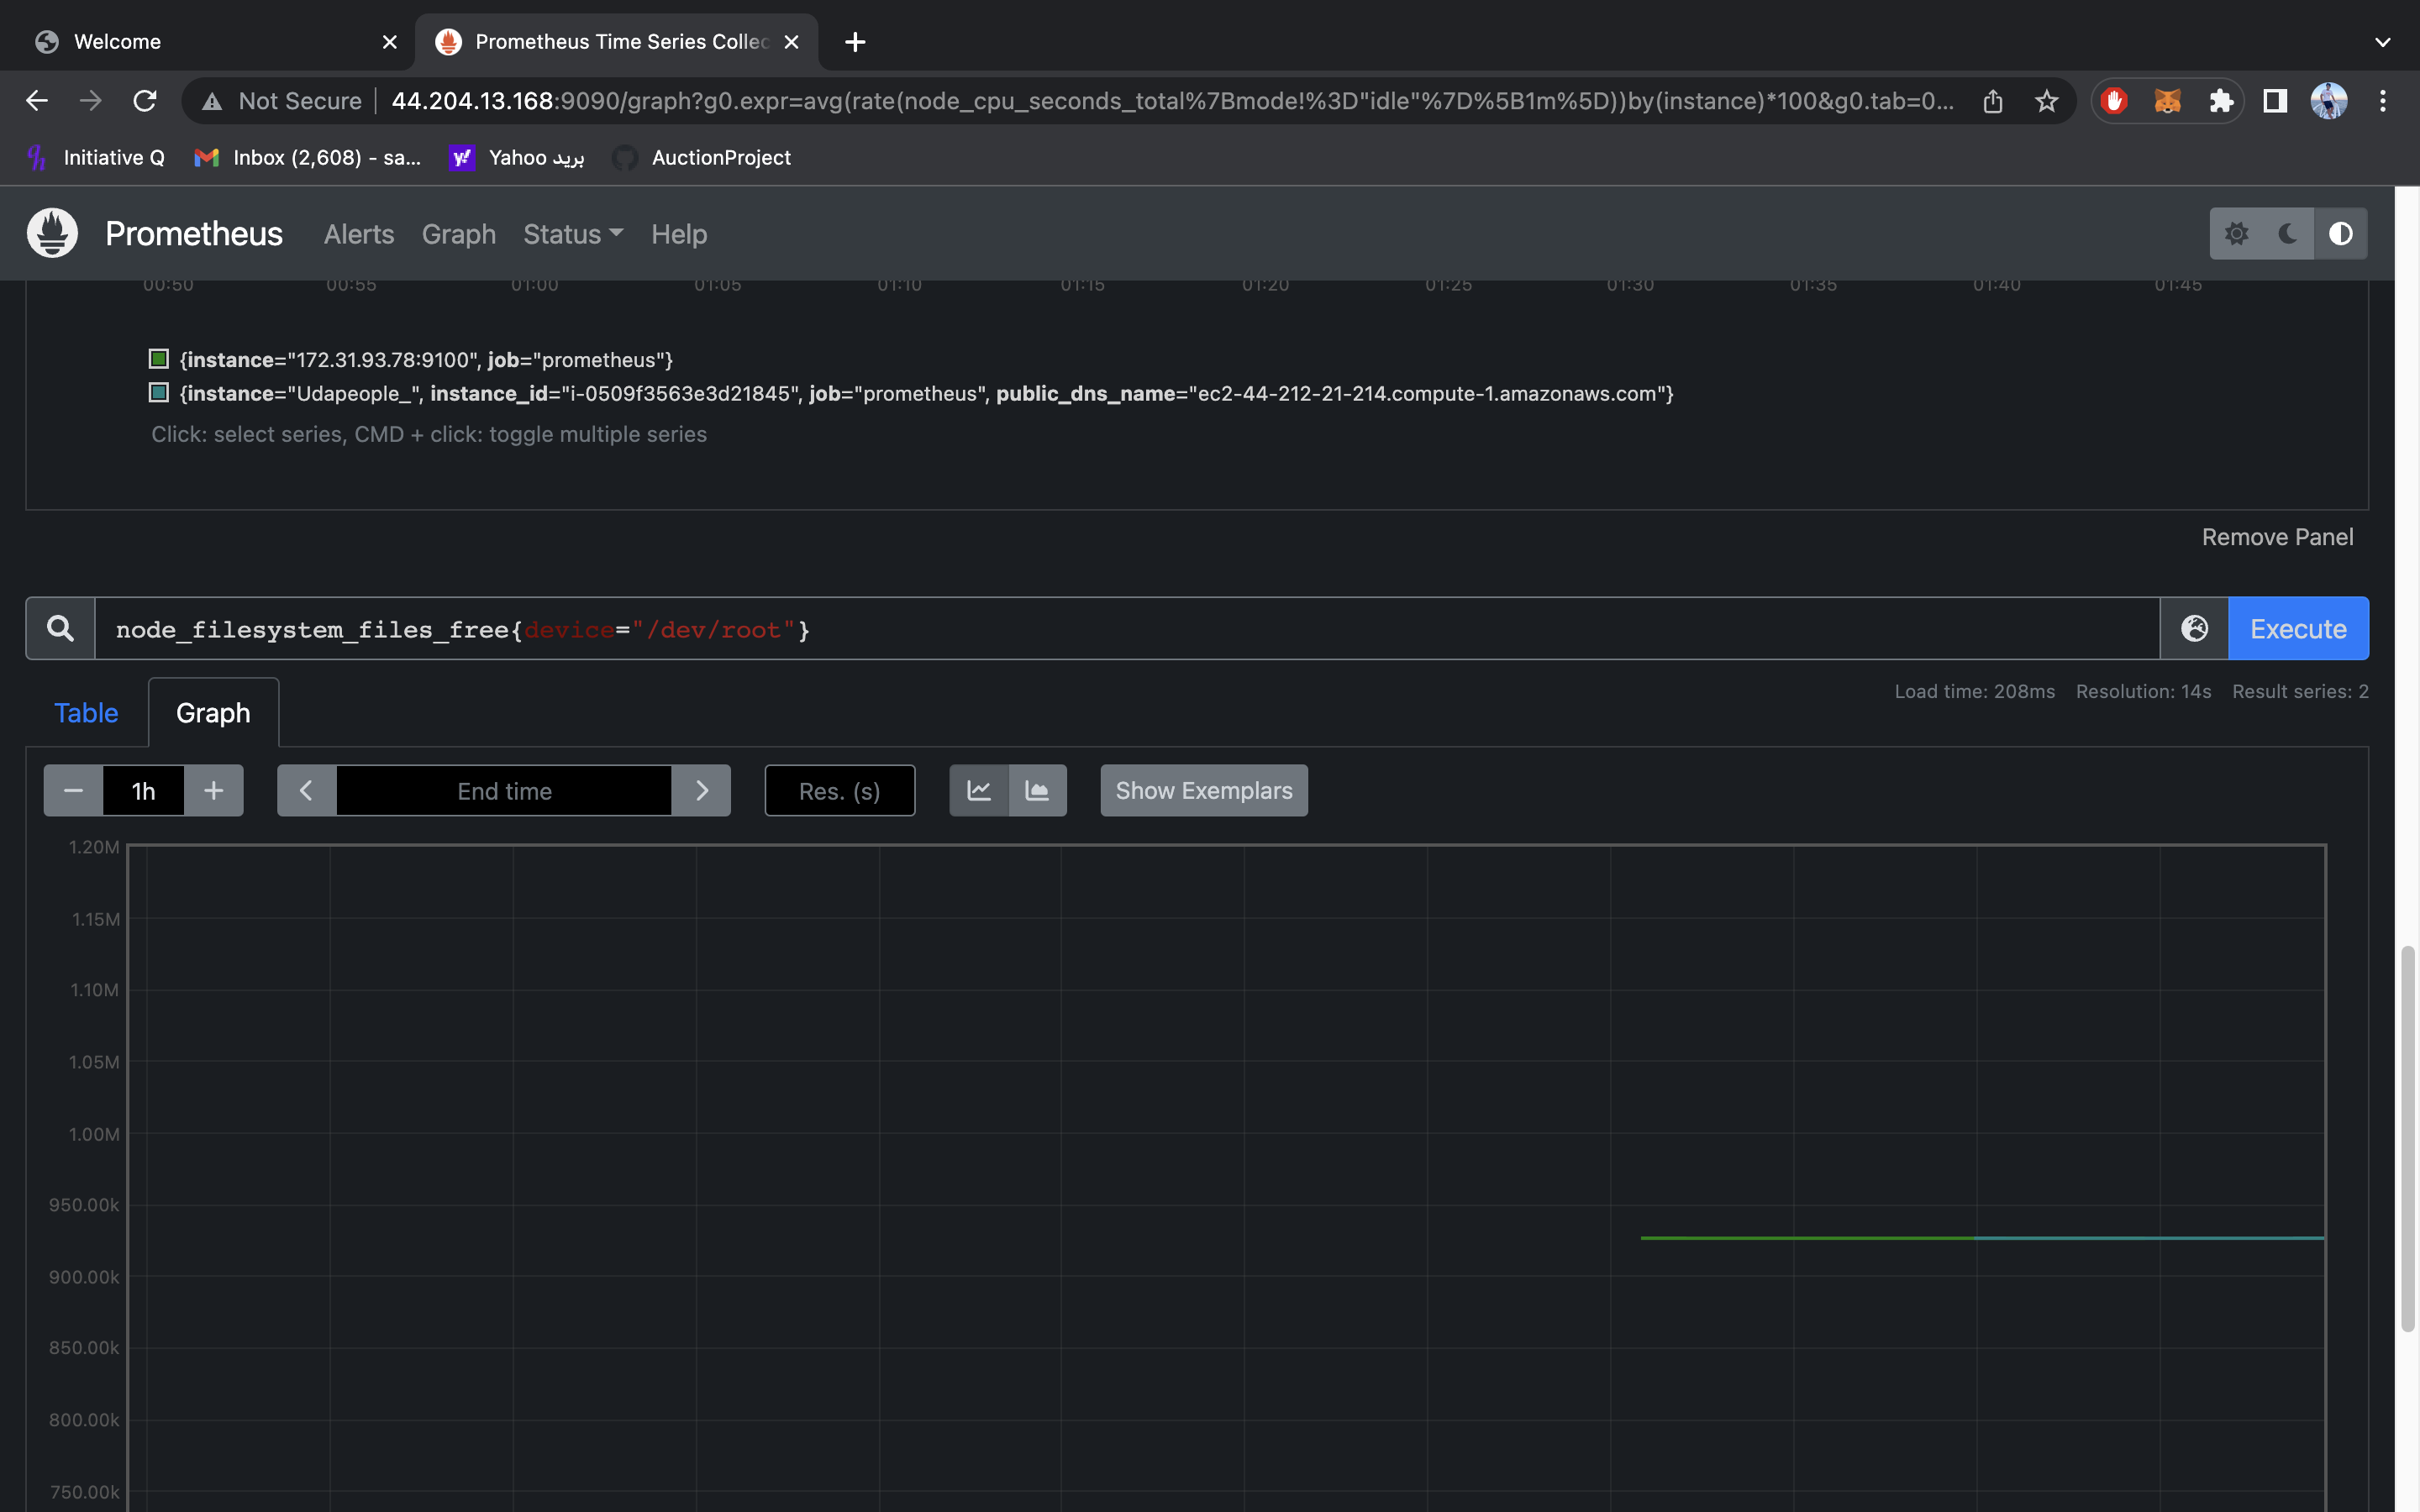 Welcome
Prometheus Time Series Collec
Not Secure
44.204.13.168:9090/graph?g0.expr=avg(rate(node_cpu_seconds_total%7Bmode!%3D"idle"%7D%5B1m%5D))by(instance)*100&g0.tab=0...
Initiative Q
Inbox (2,608) - sa...
Yahoo بريد
AuctionProject
Prometheus Alerts Graph Status Help
00:50 00:55 01:00 01:05 01:10 01:15 01:20 01:25 01:30 01:35 01:40 01:45
{instance="172.31.93.78:9100", job="prometheus"}
{instance="Udapeople_", instance_id="i-0509f3563e3d21845", job="prometheus", public_dns_name="ec2-44-212-21-214.compute-1.amazonaws.com"}
Click: select series, CMD + click: toggle multiple series
Remove Panel
node_filesystem_files_free{device="/dev/root"}
Execute
Table Graph
Load time: 208ms Resolution: 14s Result series: 2
1h
End time
Res. (s)
Show Exemplars
1.20M
1.15M
1.10M
1.05M
1.00M
950.00k
900.00k
850.00k
800.00k
750.00k